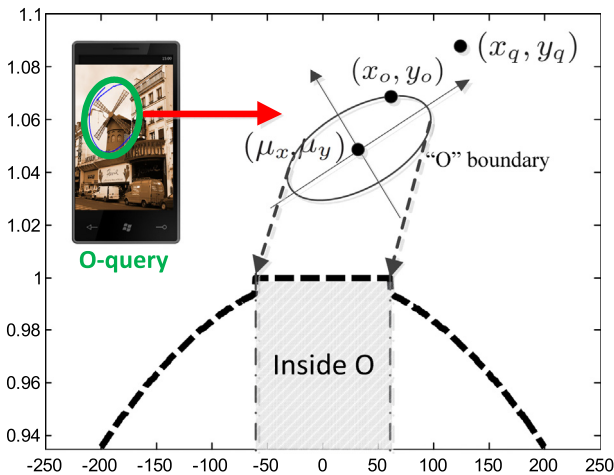 1.1
1.08
1.06
1.04
1.02
1
0.98
0.96
0.94
-250 -200 -150 -100 -50 0 50 100 150 200 250
(x_q, y_q)
(x_o, y_o)
(μ_x, μ_y)
"O" boundary
O-query
Inside O